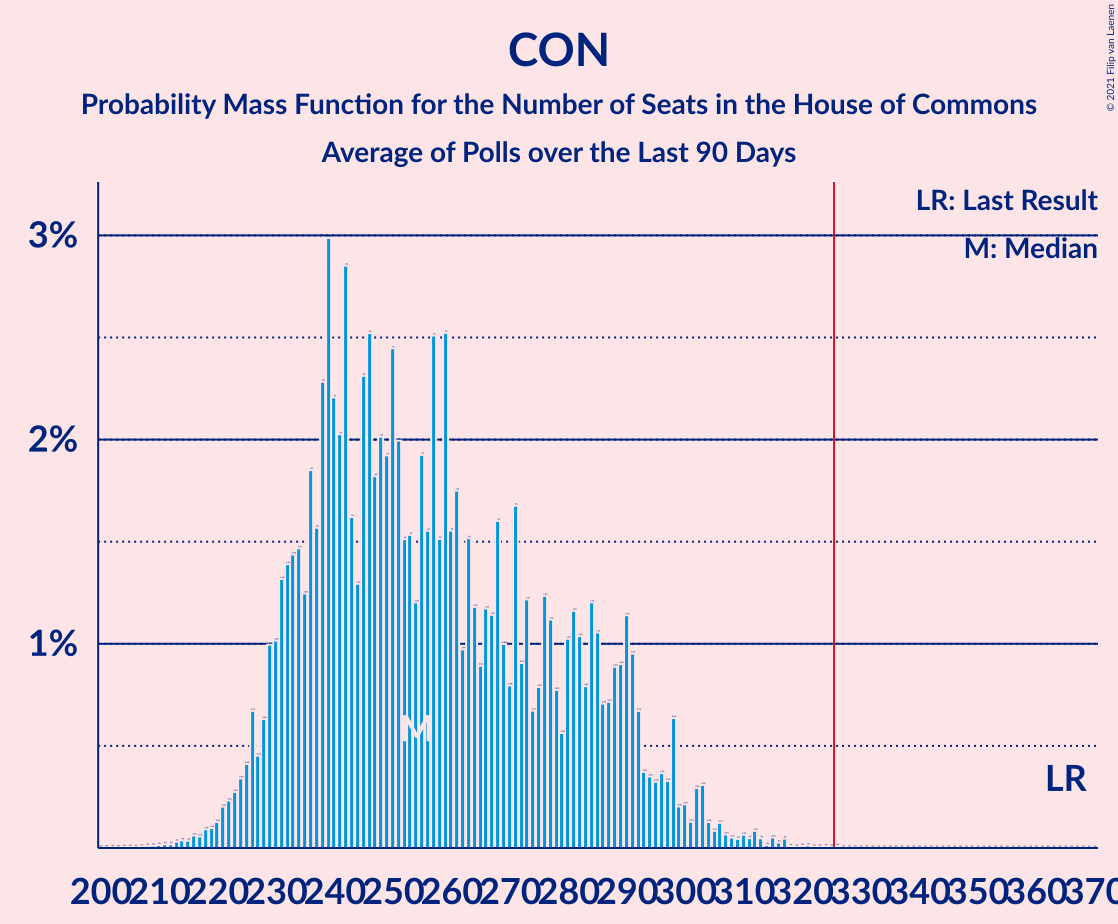 CON
Probability Mass Function for the Number of Seats in the House of Commons
Average of Polls over the Last 90 Days
© 2021 Filip van Laenen
LR: Last Result
M: Median
3%
2%
1%
M
LR
200 210 220 230 240 250 260 270 280 290 300 310 320 330 340 350 360 370